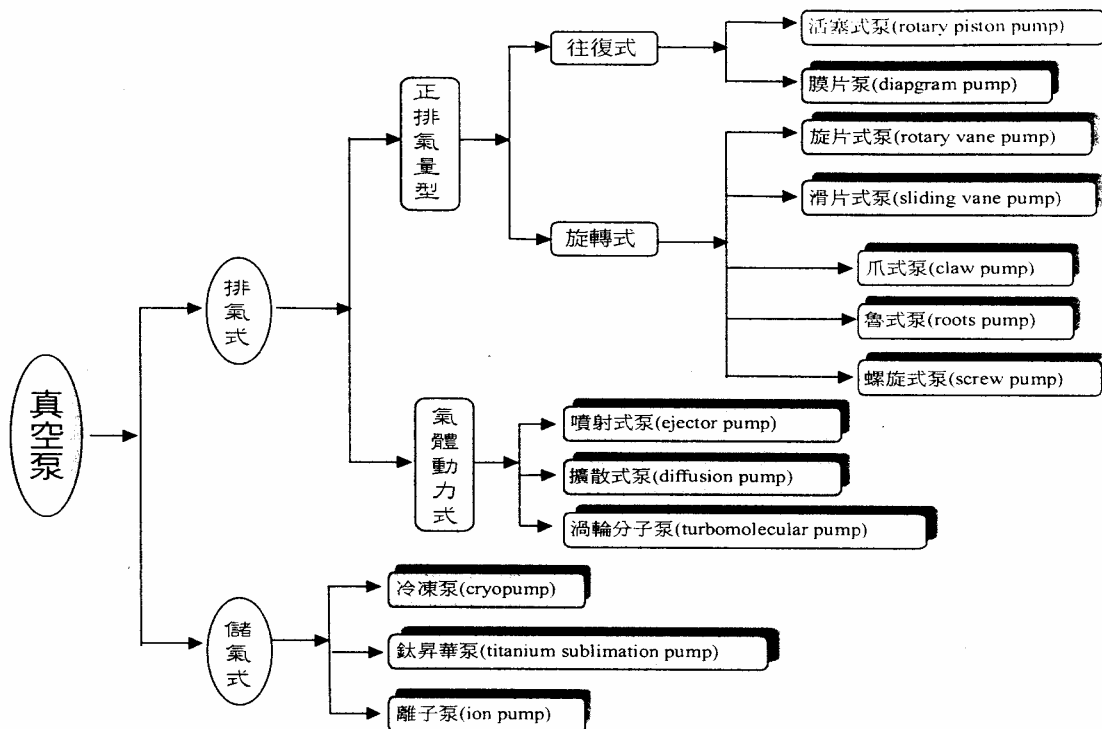 真空泵
排氣式
正排氣量型
往復式
活塞式泵(rotary piston pump)
膜片泵(diapgram pump)
旋轉式
旋片式泵(rotary vane pump)
滑片式泵(sliding vane pump)
爪式泵(claw pump)
魯式泵(roots pump)
螺旋式泵(screw pump)
氣體動力式
噴射式泵(ejector pump)
擴散式泵(diffusion pump)
渦輪分子泵(turbomolecular pump)
儲氣式
冷凍泵(cryopump)
鈦昇華泵(titanium sublimation pump)
離子泵(ion pump)